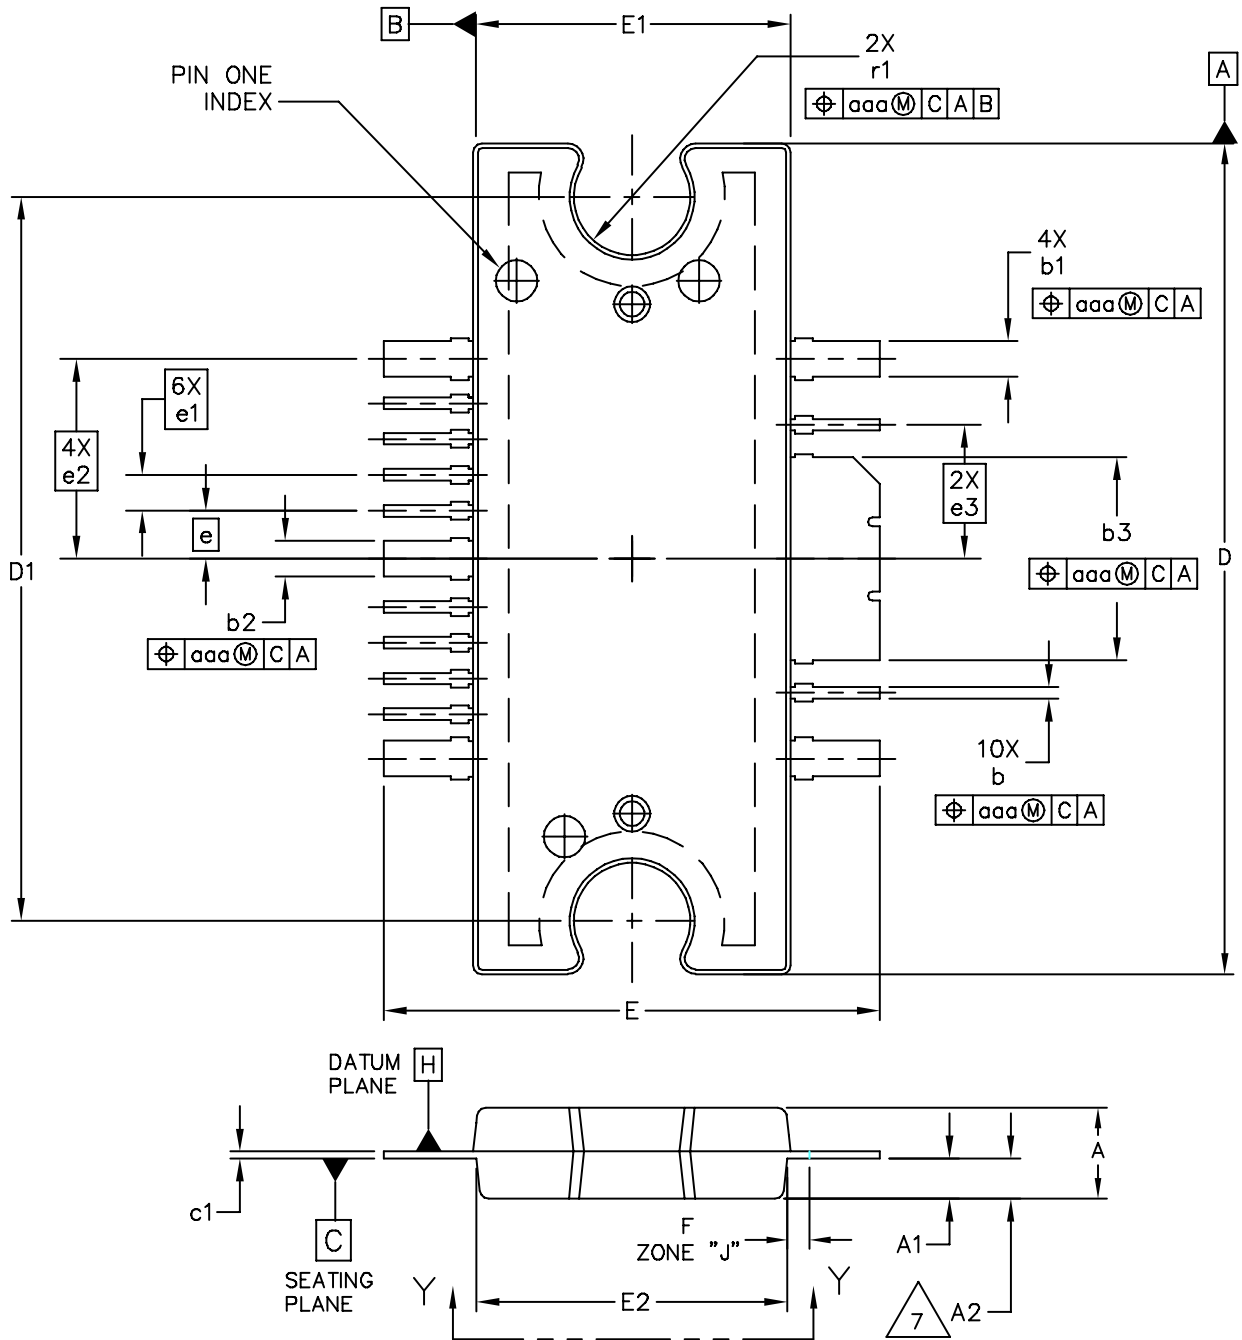 B
E1
2X
r1
⌖ aaa Ⓜ C A B
A
PIN ONE
INDEX
4X
b1
⌖ aaa Ⓜ C A
6X
e1
4X
e2
2X
e3
e
b3
⌖ aaa Ⓜ C A
D1
D
b2
⌖ aaa Ⓜ C A
10X
b
⌖ aaa Ⓜ C A
E
DATUM
PLANE
H
A
c1
C
SEATING
PLANE
F
ZONE "J"
A1
Y
E2
Y
7
A2